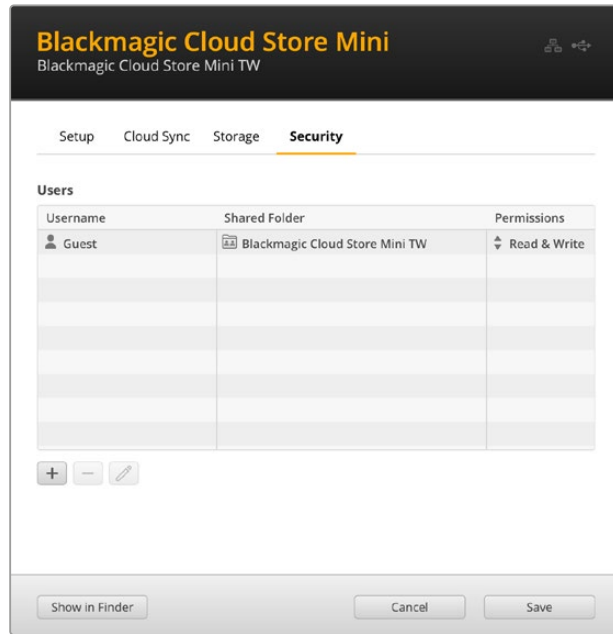 Blackmagic Cloud Store Mini
Blackmagic Cloud Store Mini TW
Setup Cloud Sync Storage Security
Users
Username Shared Folder Permissions
Guest Blackmagic Cloud Store Mini TW Read & Write
Show in Finder Cancel Save